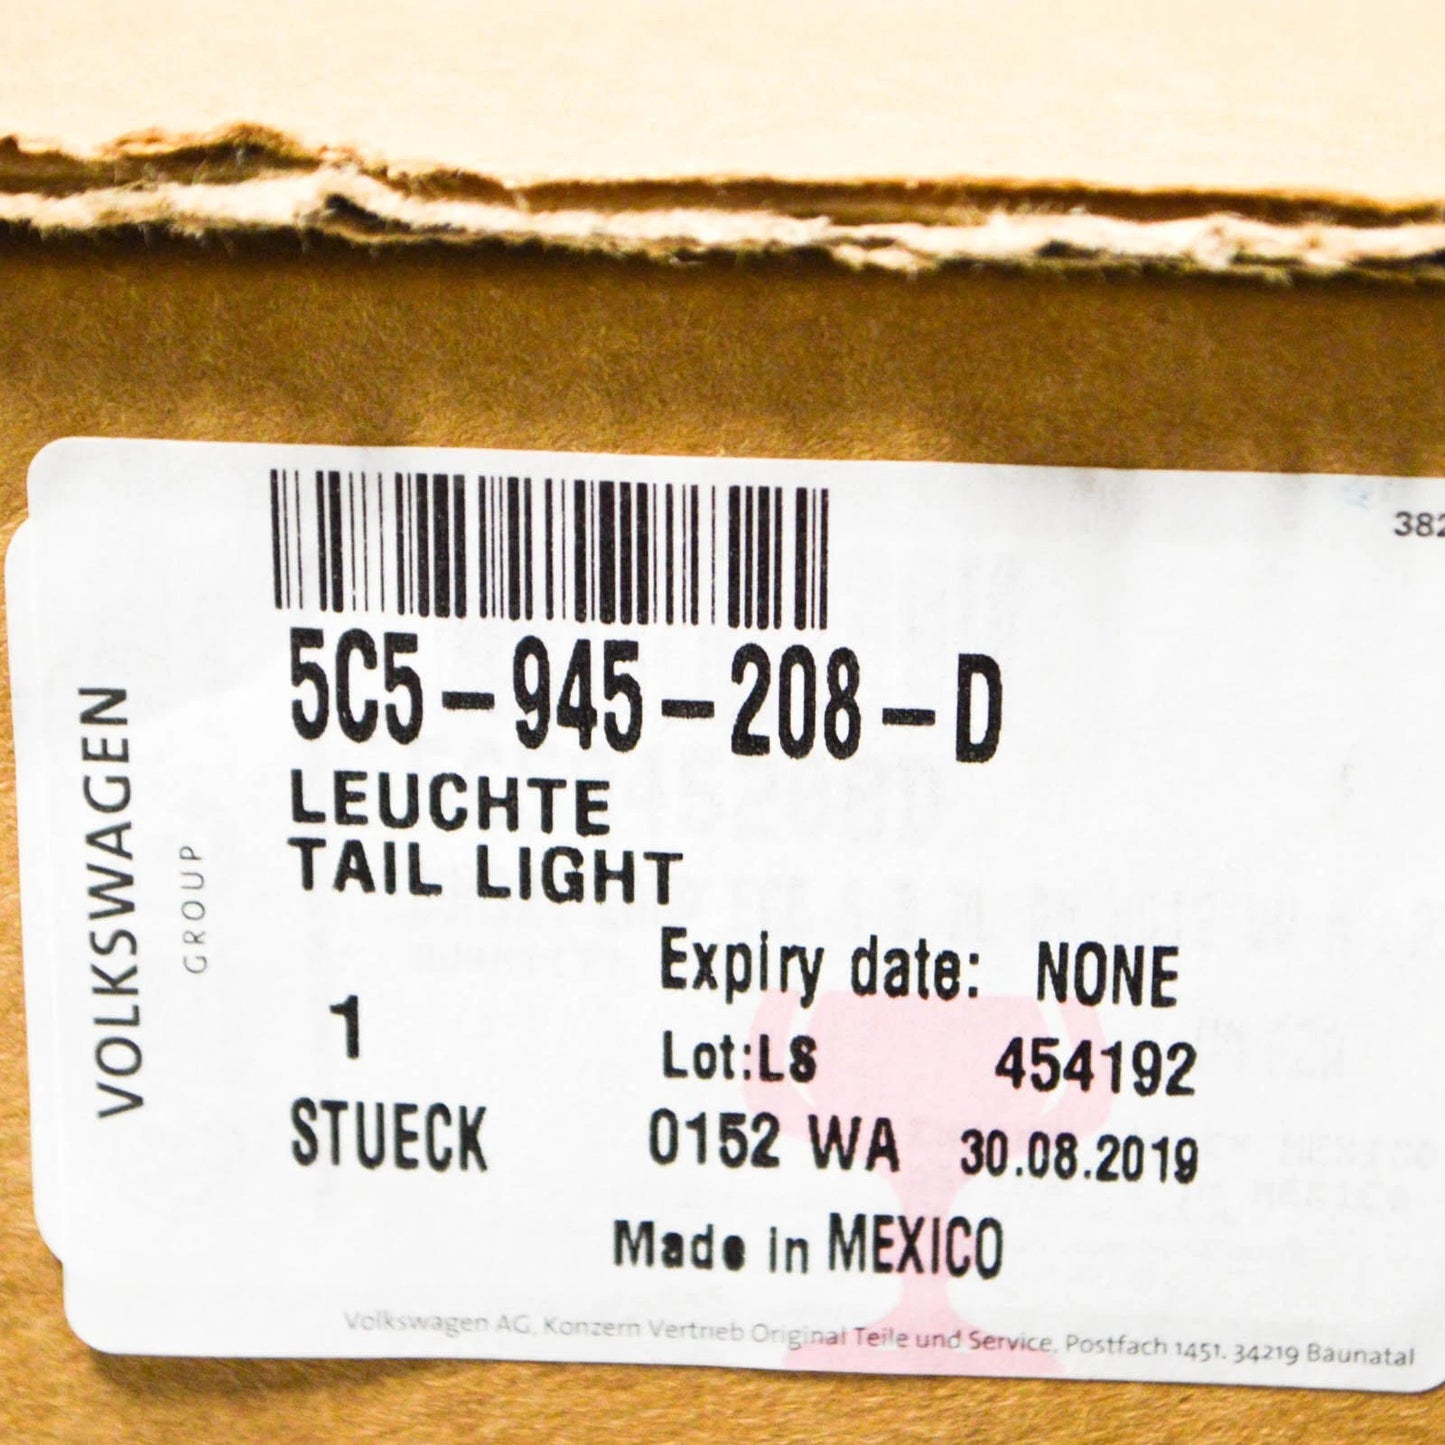 382
5C5-945-208-D
LEUCHTE
TAIL LIGHT
Expiry date: NONE
1
Lot:L8 454192
STUECK
0152 WA 30.08.2019
Made in MEXICO
Volkswagen AG, Konzern Vertrieb Original Teile und Service, Postfach 1451. 34219 Baunatal
VOLKSWAGEN
GROUP